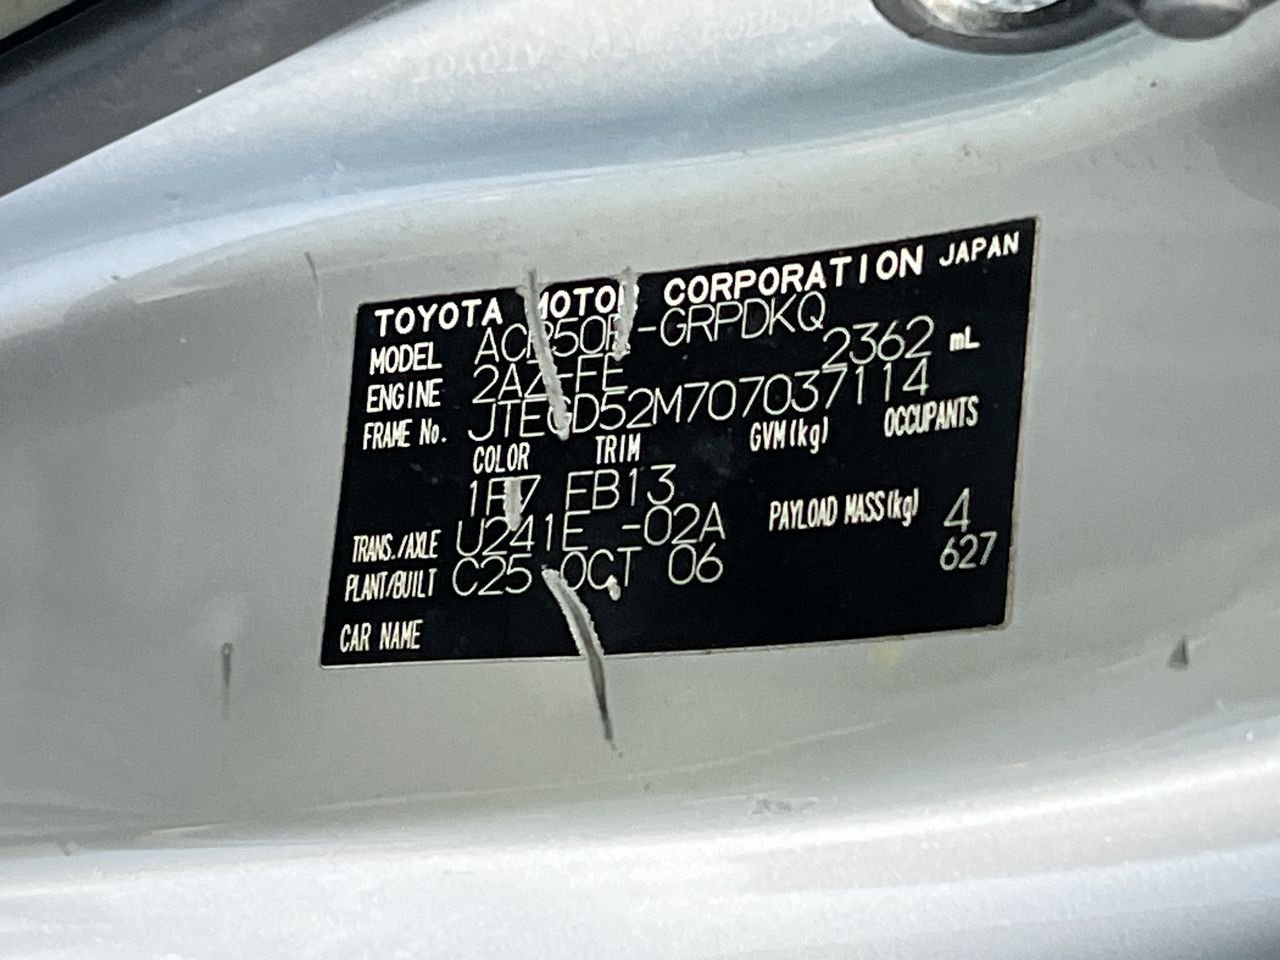 TOYOTA MOTOR CORPORATION JAPAN
MODEL ACR50R-GRPDKQ
ENGINE 2AZ-FE 2362 mL
FRAME No. JTEGD52M707037114
COLOR TRIM GVM(kg) OCCUPANTS
1F7 EB13
TRANS./AXLE U241E -02A PAYLOAD MASS(kg) 4
PLANT/BUILT C25 OCT 06 627
CAR NAME